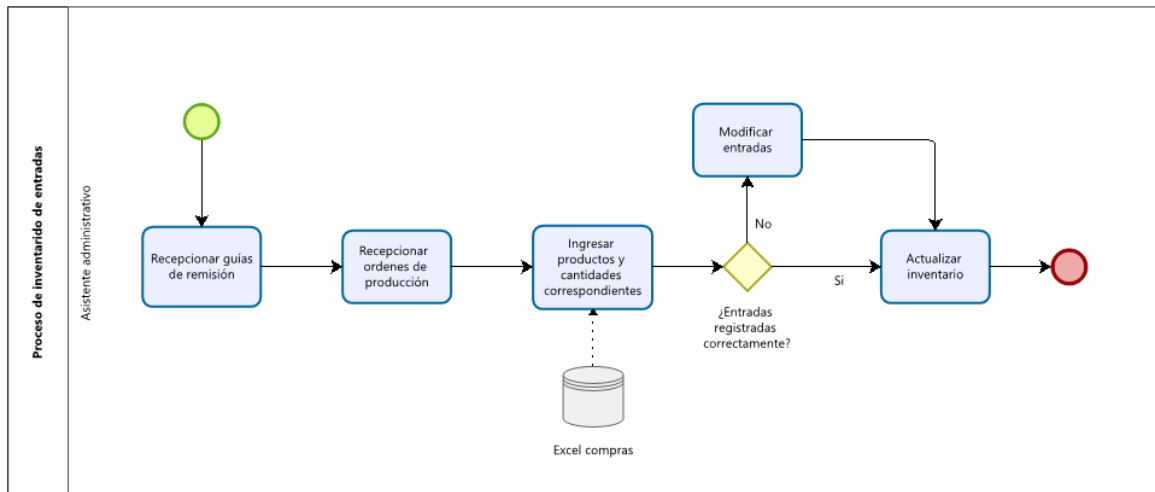 Proceso de inventarido de entradas
Asistente administrativo
Recepcionar guías
de remisión
Recepcionar
ordenes de
producción
Ingresar
productos y
cantidades
correspondientes
Excel compras
¿Entradas
registradas
correctamente?
No
Modificar
entradas
Si
Actualizar
inventario